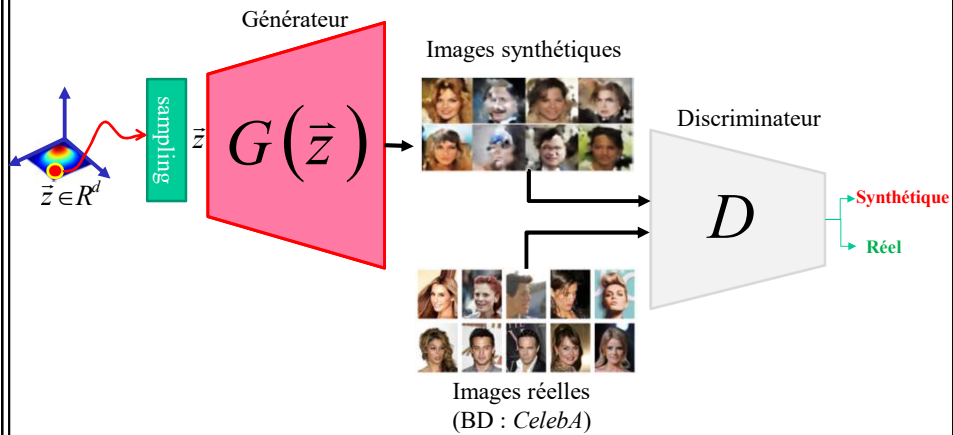 Générateur
Images synthétiques
Discriminateur
sampling
z⃗
G(z⃗)
z⃗ ∈ R^d
D
Synthétique
Réel
Images réelles
(BD : CelebA)